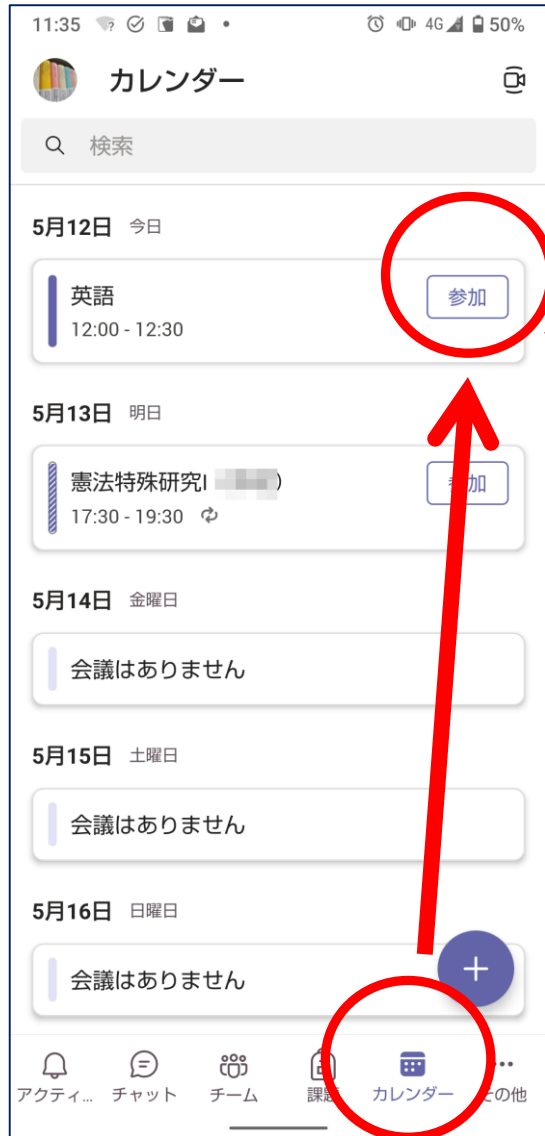 11:35 4G 50%
カレンダー
検索
5月12日 今日
英語
参加
12:00 - 12:30
5月13日 明日
憲法特殊研究I )
参加
17:30 - 19:30
5月14日 金曜日
会議はありません
5月15日 土曜日
会議はありません
5月16日 日曜日
会議はありません
アクティ... チャット チーム 課題 カレンダー その他